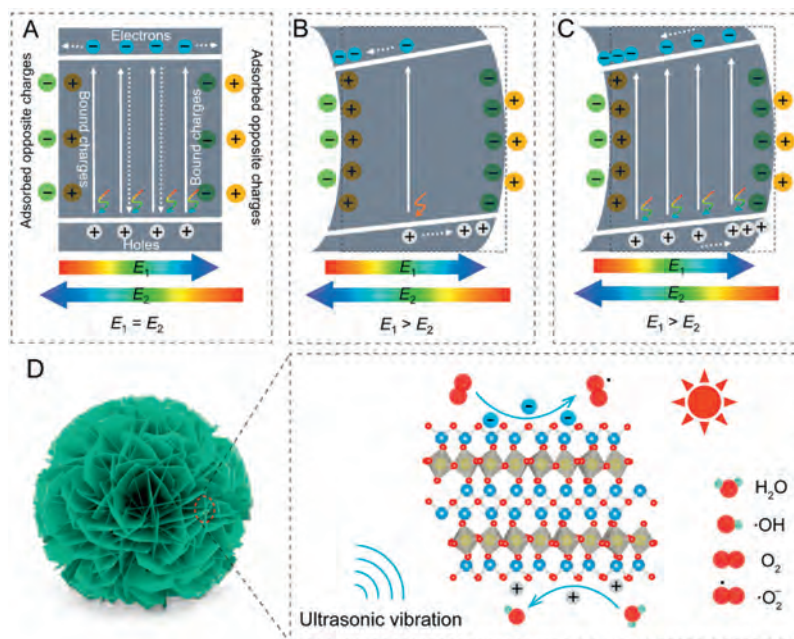 A
Electrons
Adsorbed opposite charges
Bound charges
Bound charges
Adsorbed opposite charges
Holes
E₁
E₂
E₁ = E₂
B
E₁
E₂
E₁ > E₂
C
E₁
E₂
E₁ > E₂
D
Ultrasonic vibration
H₂O
·OH
O₂
·O₂⁻